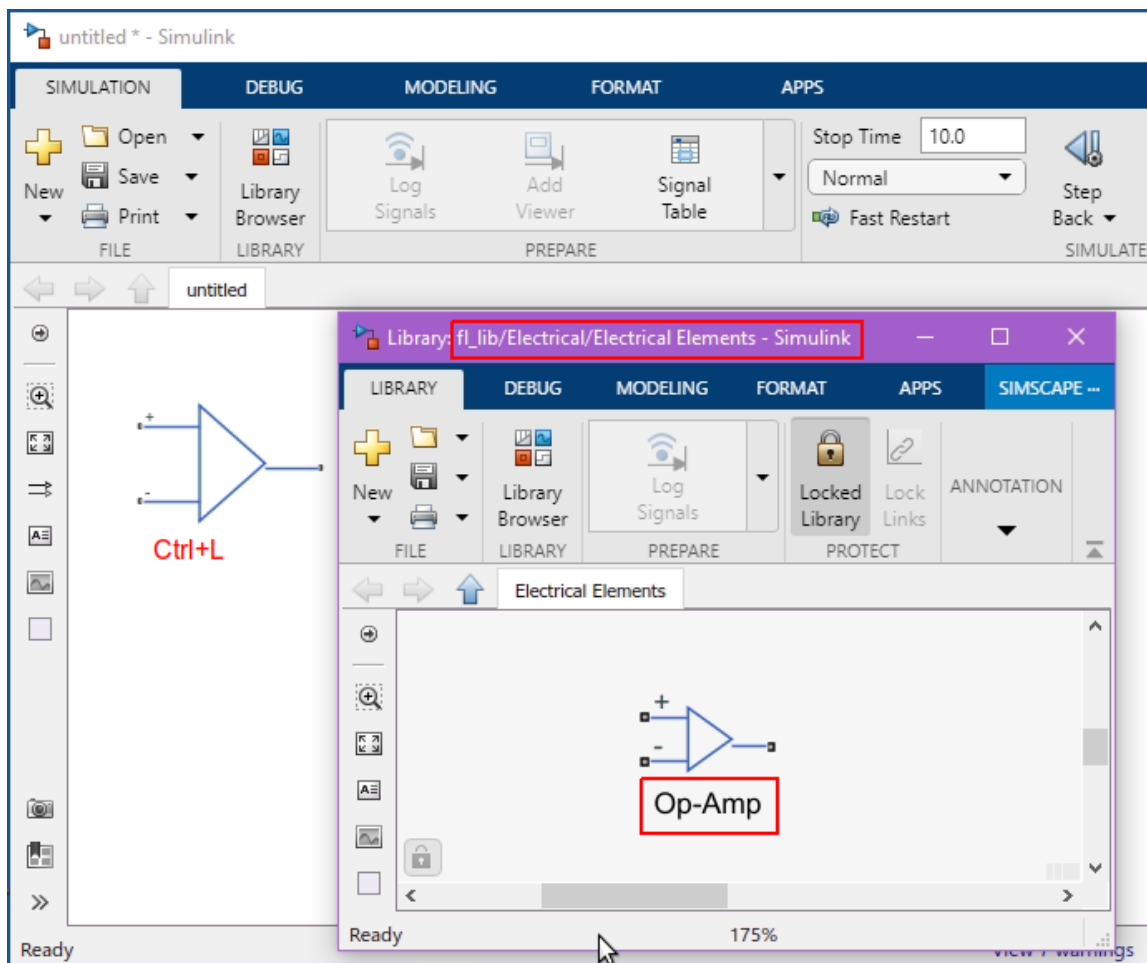 untitled * - Simulink
SIMULATION DEBUG MODELING FORMAT APPS
New
Open
Save
Print
FILE
Library
Browser
LIBRARY
Log
Signals
Add
Viewer
Signal
Table
PREPARE
Stop Time 10.0
Normal
Fast Restart
Step
Back
SIMULATE
untitled
+
-
Ctrl+L
Library: fl_lib/Electrical/Electrical Elements - Simulink
LIBRARY DEBUG MODELING FORMAT APPS SIMSCAPE ...
New
FILE
Library
Browser
LIBRARY
Log
Signals
PREPARE
Locked
Library
Lock
Links
PROTECT
ANNOTATION
Electrical Elements
+
-
Op-Amp
Ready 175%
Ready
View 7 warnings